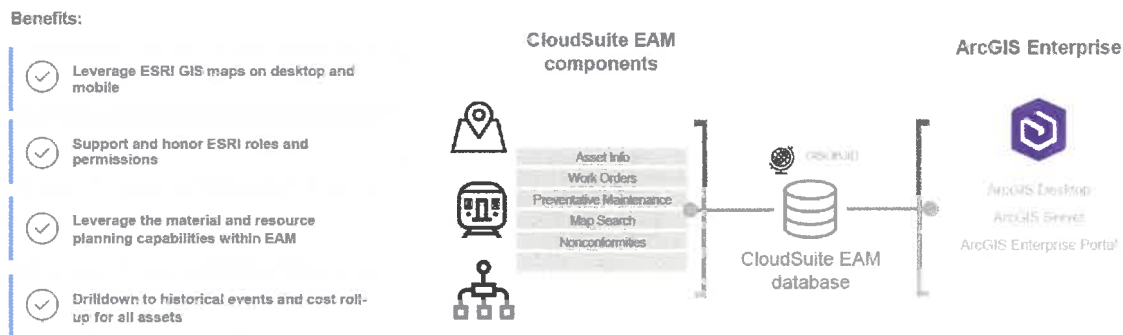 Benefits:
Leverage ESRI GIS maps on desktop and
mobile
Support and honor ESRI roles and
permissions
Leverage the material and resource
planning capabilities within EAM
Drilldown to historical events and cost roll-
up for all assets
CloudSuite EAM
components
Asset Info
Work Orders
Preventative Maintenance
Map Search
Nonconformities
CloudSuite EAM
database
ArcGIS Enterprise
ArcGIS Desktop
ArcGIS Server
ArcGIS Enterprise Portal